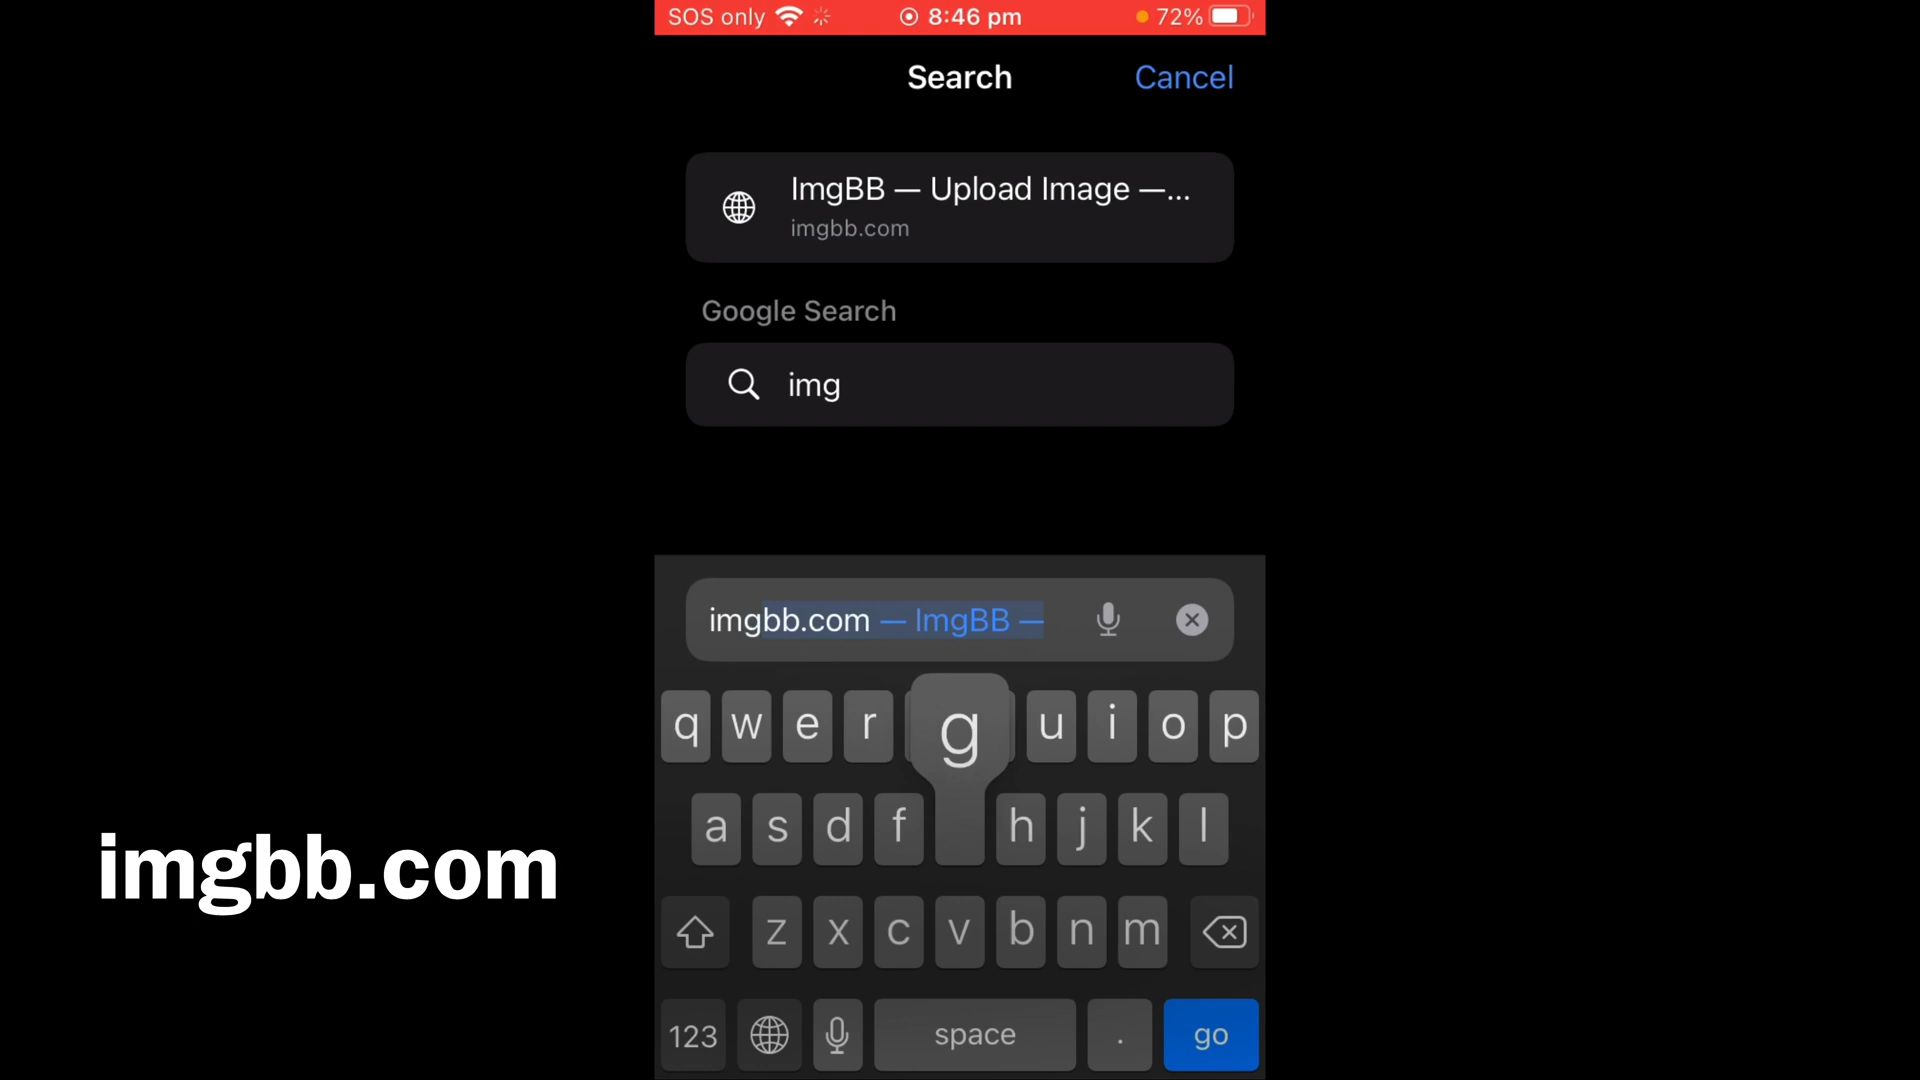 SOS only 8:46 pm 72%
Search Cancel
ImgBB — Upload Image —...
imgbb.com
Google Search
img
imgbb.com — ImgBB —
q w e r g u i o p
a s d f h j k l
z x c v b n m
123 space . go
imgbb.com